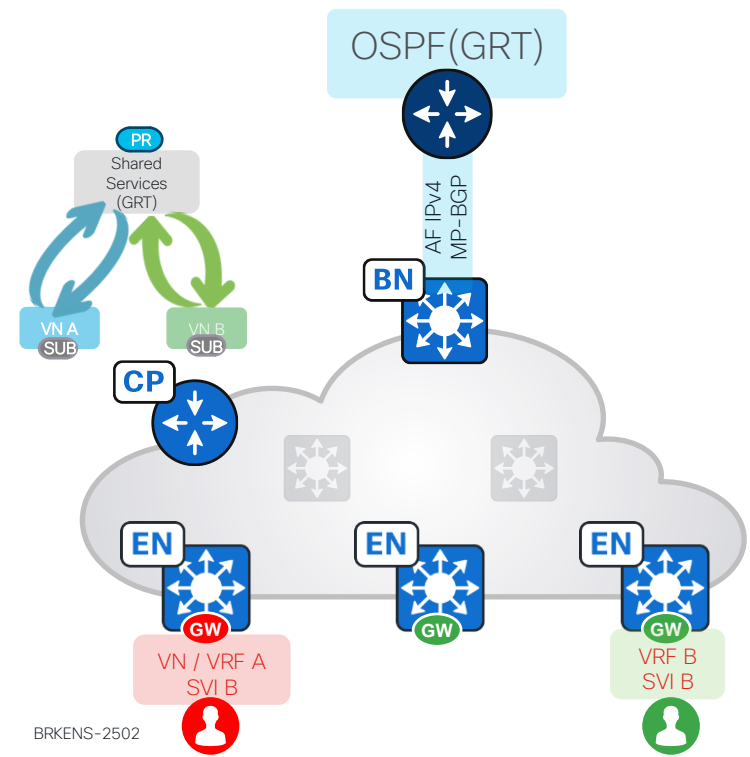 OSPF(GRT)
PR
Shared
Services
(GRT)
AF IPv4
MP-BGP
BN
VN A
SUB
VN B
SUB
CP
EN
EN
EN
GW
GW
GW
VN / VRF A
SVI B
VRF B
SVI B
BRKENS-2502